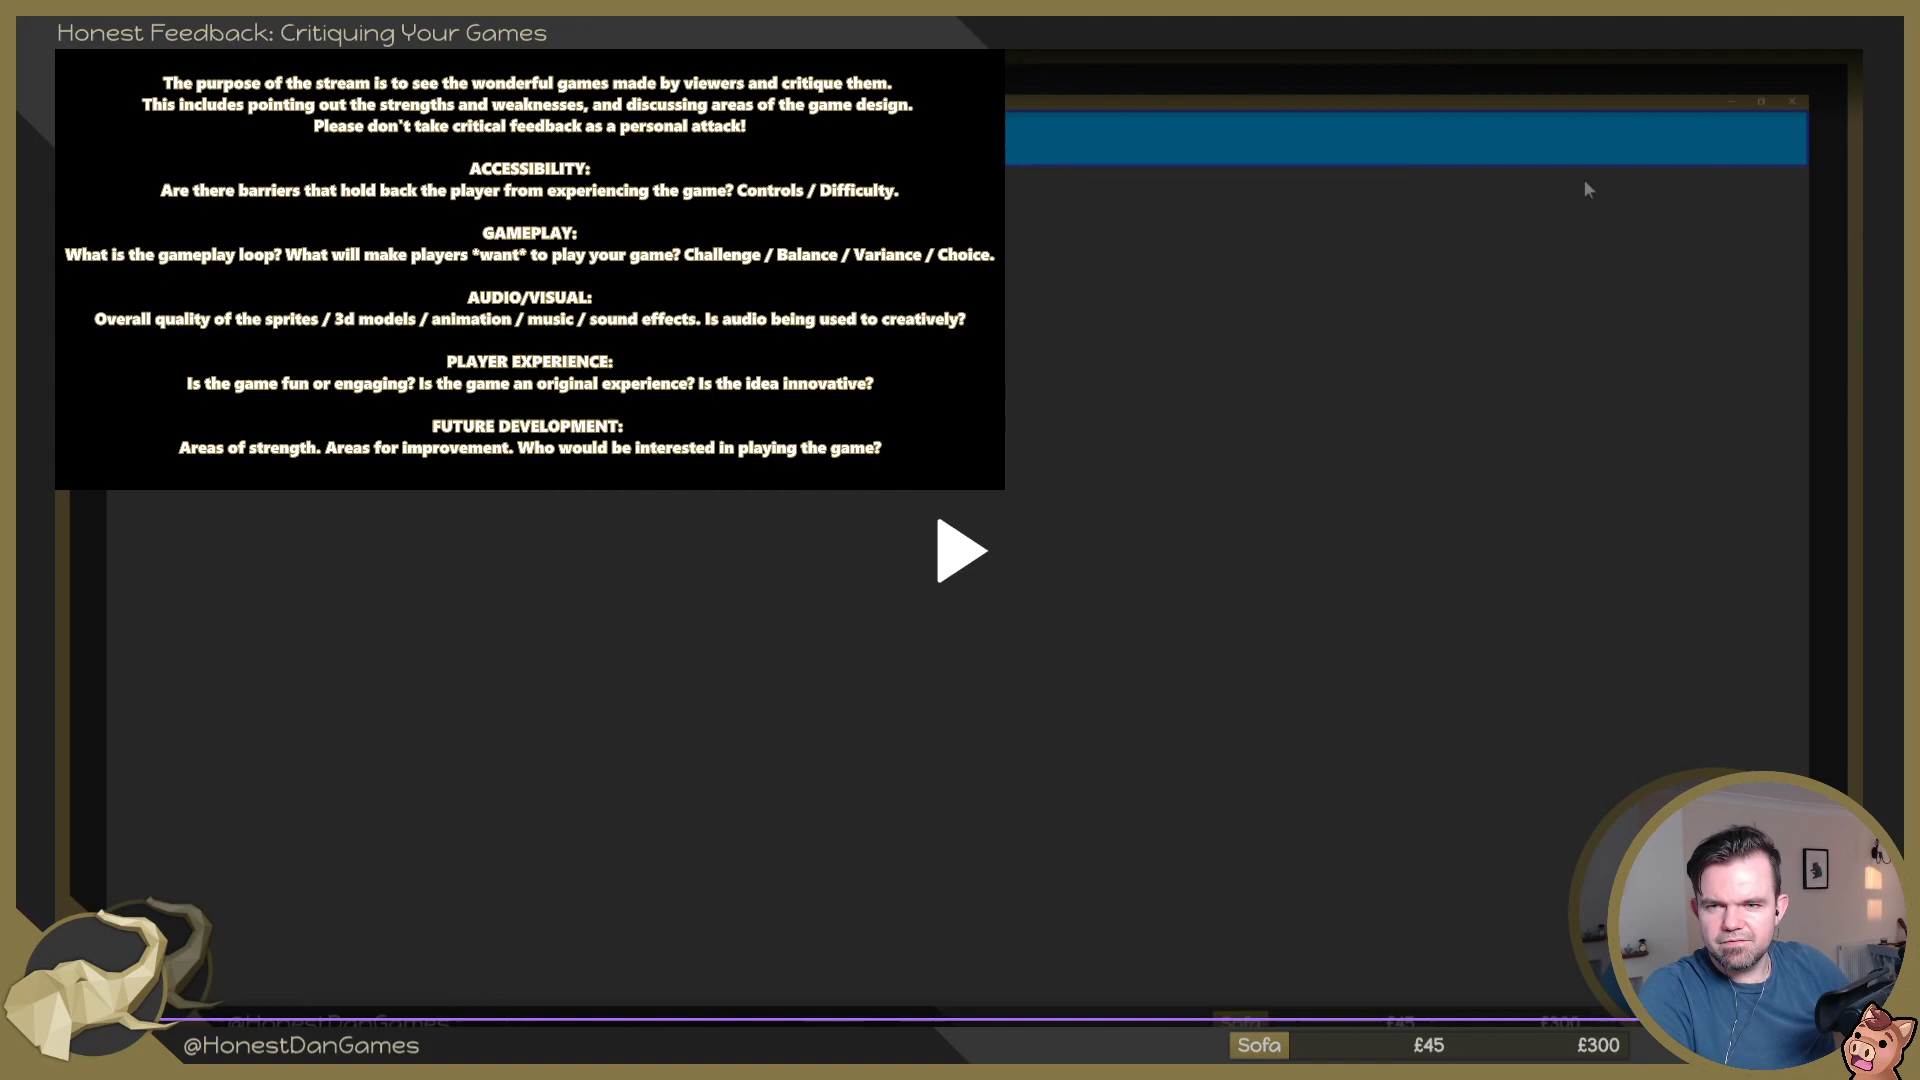 Honest Feedback: Critiquing Your Games
The purpose of the stream is to see the wonderful games made by viewers and critique them.
This includes pointing out the strengths and weaknesses, and discussing areas of the game design.
Please don't take critical feedback as a personal attack!
ACCESSIBILITY:
Are there barriers that hold back the player from experiencing the game? Controls / Difficulty.
GAMEPLAY:
What is the gameplay loop? What will make players *want* to play your game? Challenge / Balance / Variance / Choice.
AUDIO/VISUAL:
Overall quality of the sprites / 3d models / animation / music / sound effects. Is audio being used to creatively?
PLAYER EXPERIENCE:
Is the game fun or engaging? Is the game an original experience? Is the idea innovative?
FUTURE DEVELOPMENT:
Areas of strength. Areas for improvement. Who would be interested in playing the game?
@HonestDanGames
Sofa £45 £300
@HonestDanGames
Sofa £45 £300